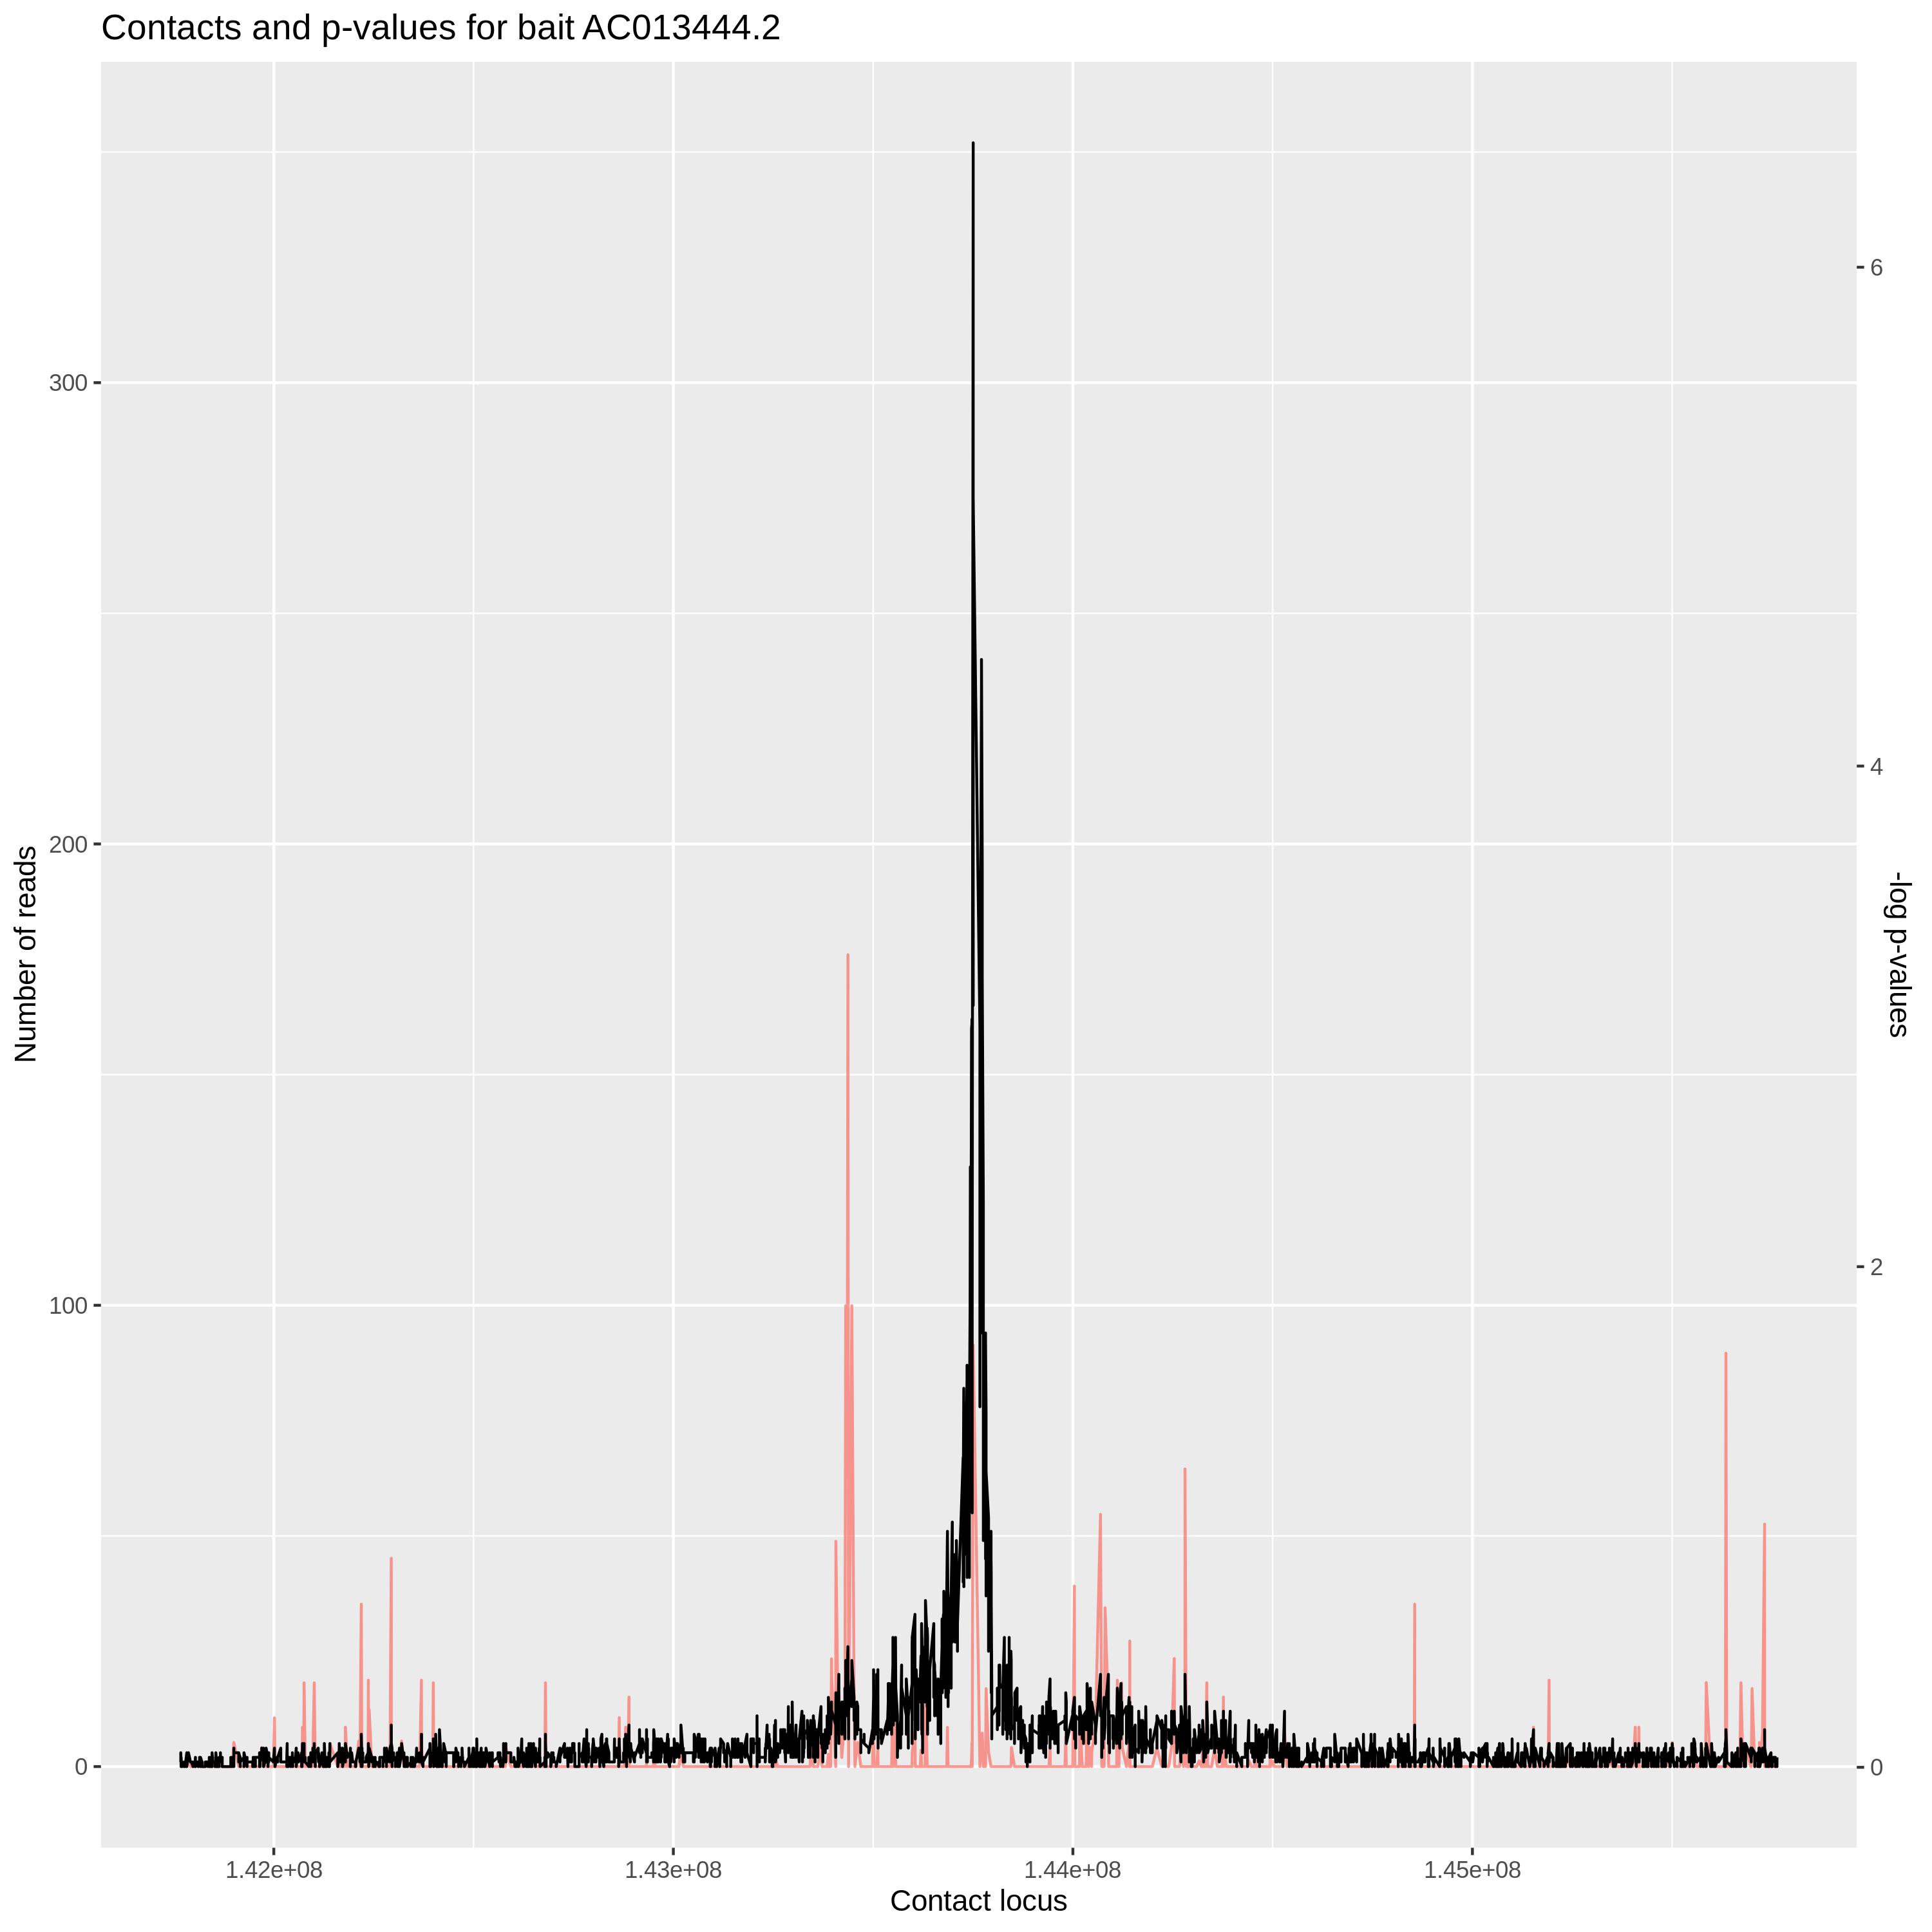 Contacts and p-values for bait AC013444.2
300
200
100
0
Number of reads
6
4
2
0
-log p-values
1.42e+08
1.43e+08
1.44e+08
1.45e+08
Contact locus